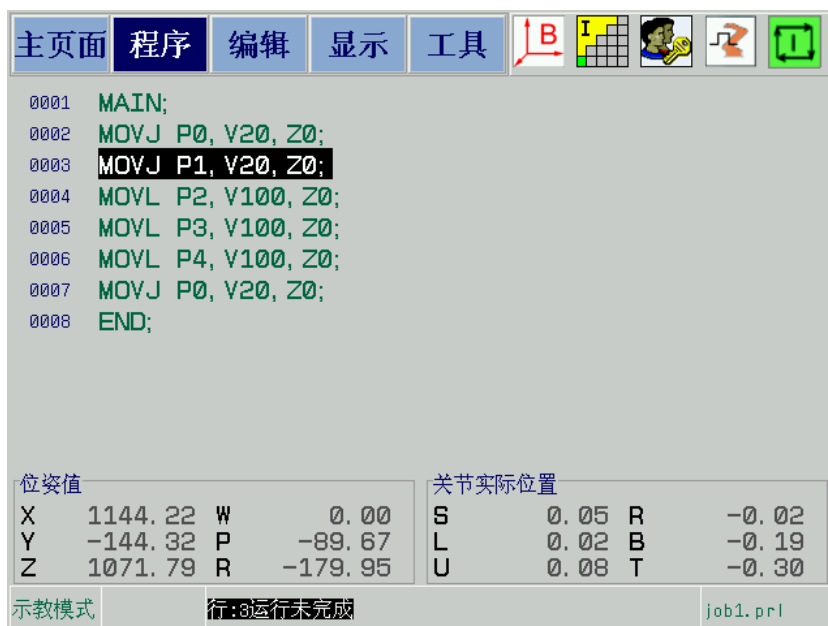 主页面 程序 编辑 显示 工具 B I
0001 MAIN;
0002 MOVJ P0, V20, Z0;
0003 MOVJ P1, V20, Z0;
0004 MOVL P2, V100, Z0;
0005 MOVL P3, V100, Z0;
0006 MOVL P4, V100, Z0;
0007 MOVJ P0, V20, Z0;
0008 END;
位姿值 关节实际位置
X 1144.22 W 0.00 S 0.05 R -0.02
Y -144.32 P -89.67 L 0.02 B -0.19
Z 1071.79 R -179.95 U 0.08 T -0.30
示教模式 行:3运行未完成 job1.prl